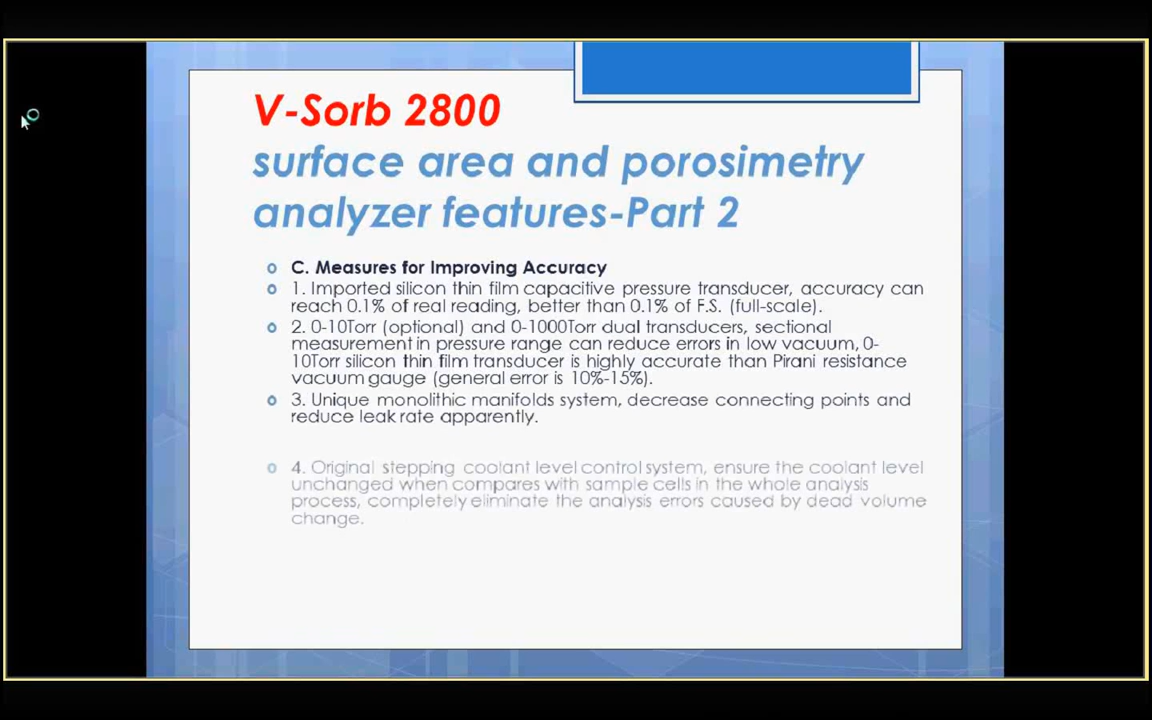 V-Sorb 2800
surface area and porosimetry
analyzer features-Part 2
C. Measures for Improving Accuracy
1. Imported silicon thin film capacitive pressure transducer, accuracy can
reach 0.1% of real reading, better than 0.1% of F.S. (full-scale).
2. 0-10Torr (optional) and 0-1000Torr dual transducers, sectional
measurement in pressure range can reduce errors in low vacuum, 0-
10Torr silicon thin film transducer is highly accurate than Pirani resistance
vacuum gauge (general error is 10%-15%).
3. Unique monolithic manifolds system, decrease connecting points and
reduce leak rate apparently.
4. Original stepping coolant level control system, ensure the coolant level
unchanged when compares with sample cells in the whole analysis
process, completely eliminate the analysis errors caused by dead volume
change.